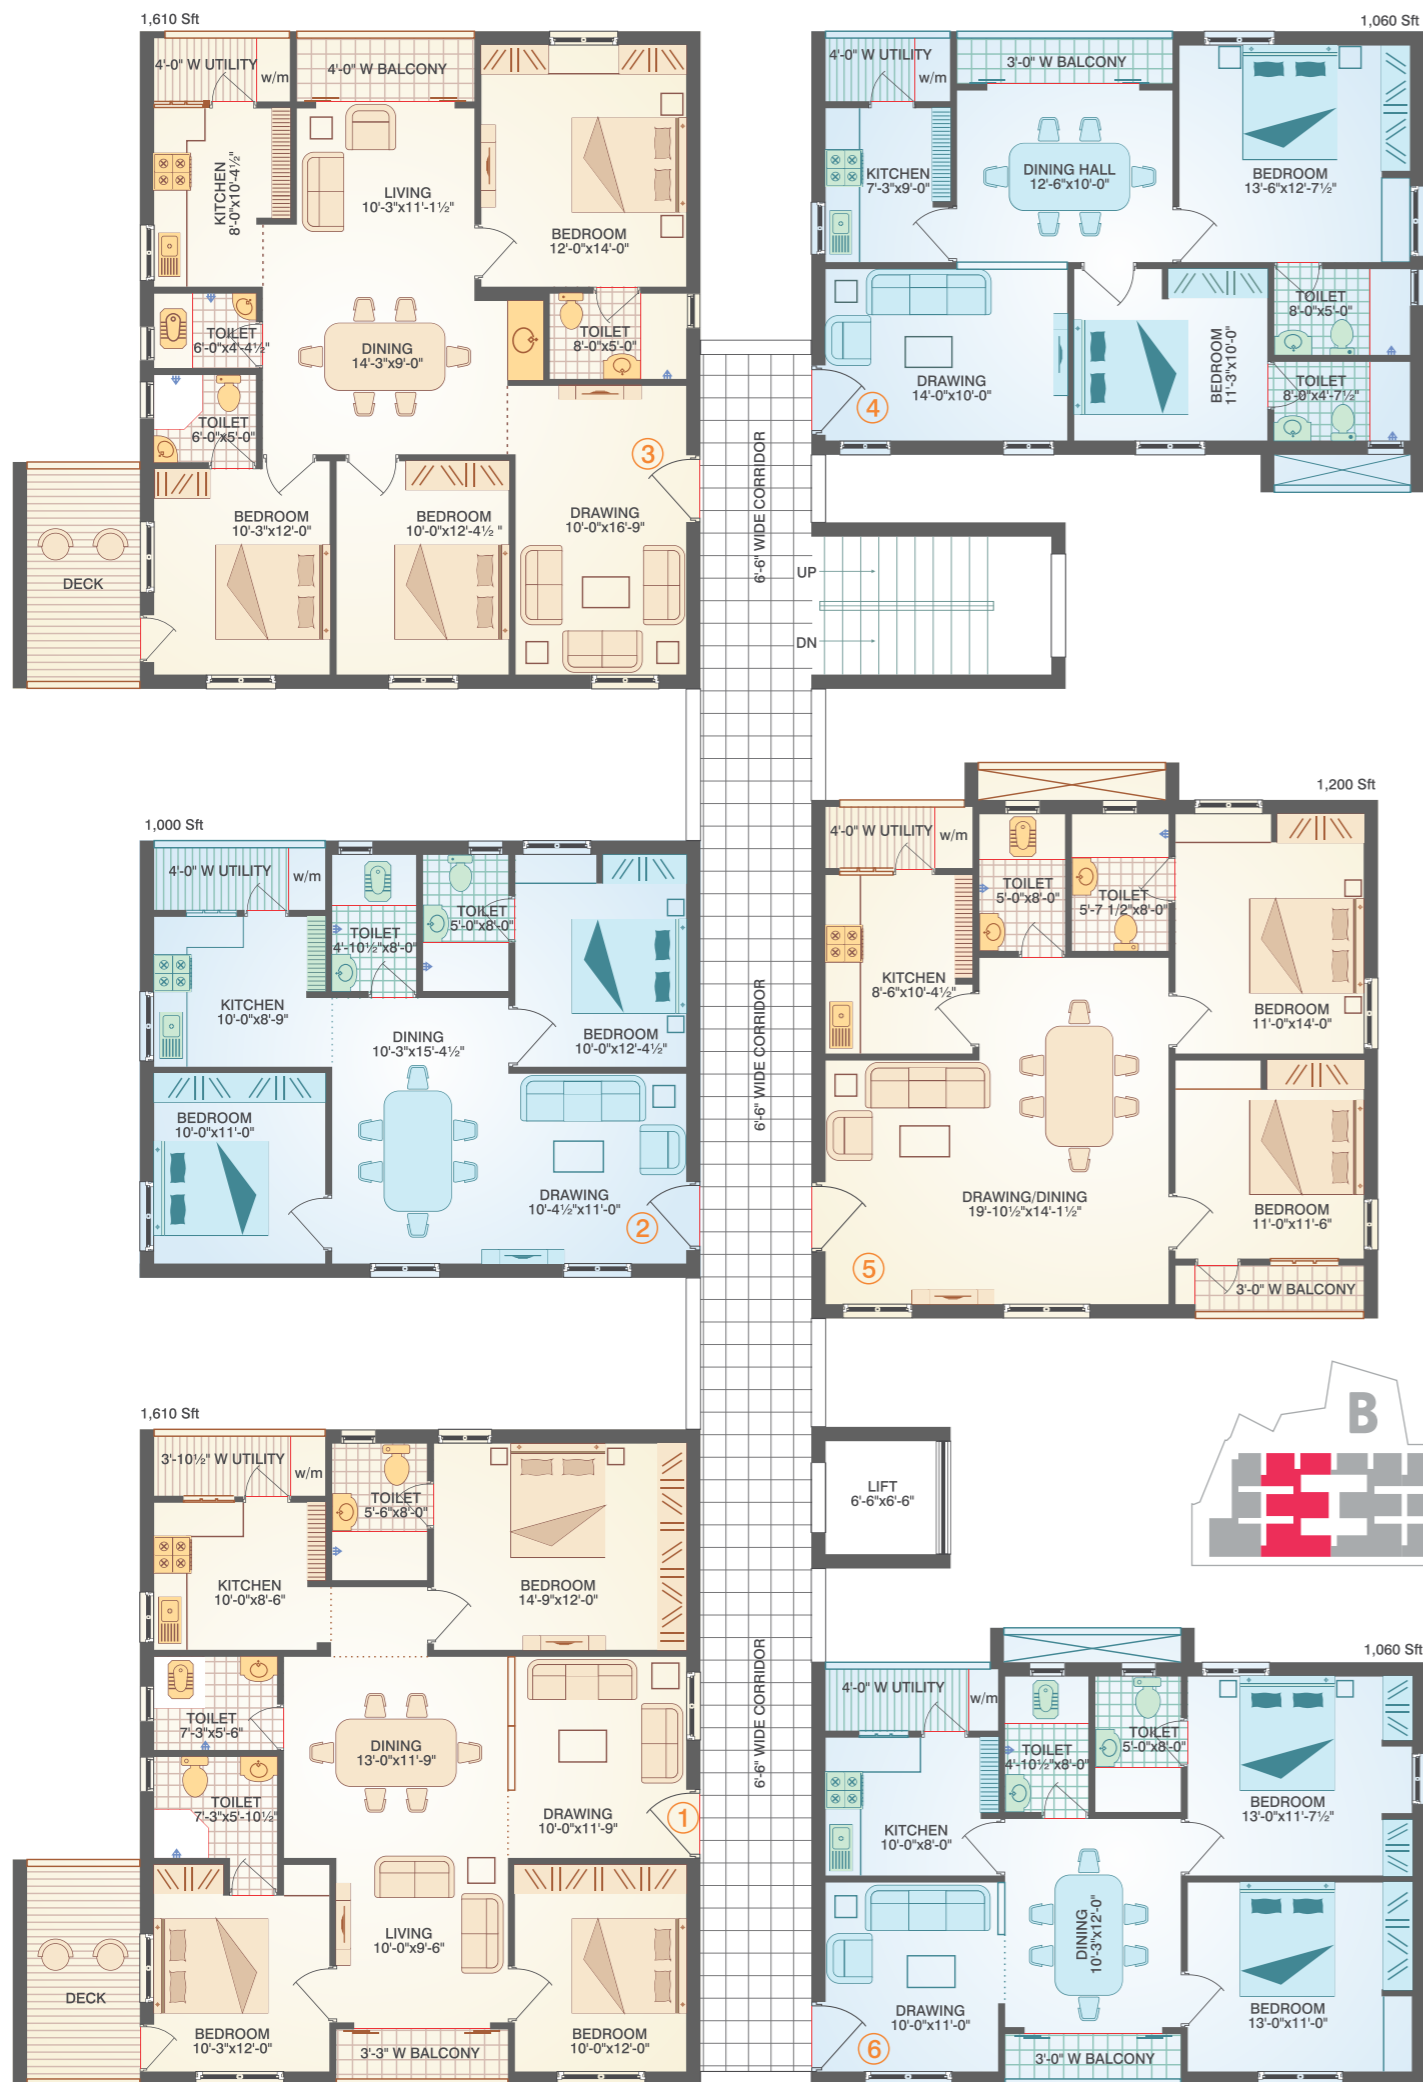 1,610 Sft
4'-0" W UTILITY
w/m
4'-0" W BALCONY
KITCHEN
8'-0"x10'-4½"
LIVING
10'-3"x11'-1½"
BEDROOM
12'-0"x14'-0"
TOILET
6'-0"x4'-4½"
DINING
14'-3"x9'-0"
TOILET
8'-0"x5'-0"
TOILET
6'-0"x5'-0"
3
BEDROOM
10'-3"x12'-0"
BEDROOM
10'-0"x12'-4½"
DRAWING
10'-0"x16'-9"
DECK
1,060 Sft
4'-0" W UTILITY
w/m
3'-0" W BALCONY
KITCHEN
7'-3"x9'-0"
DINING HALL
12'-6"x10'-0"
BEDROOM
13'-6"x12'-7½"
TOILET
8'-0"x5'-0"
DRAWING
14'-0"x10'-0"
BEDROOM
11'-3"x10'-0"
TOILET
8'-0"x4'-7½"
4
6'-6" WIDE CORRIDOR
UP
DN
1,000 Sft
4'-0" W UTILITY
w/m
TOILET
4'-10½"x8'-0"
TOILET
5'-0"x8'-0"
KITCHEN
10'-0"x8'-9"
DINING
10'-3"x15'-4½"
BEDROOM
10'-0"x12'-4½"
BEDROOM
10'-0"x11'-0"
DRAWING
10'-4½"x11'-0"
2
6'-6" WIDE CORRIDOR
1,200 Sft
4'-0" W UTILITY
w/m
TOILET
5'-0"x8'-0"
TOILET
5'-7 1/2"x8'-0"
KITCHEN
8'-6"x10'-4½"
BEDROOM
11'-0"x14'-0"
DRAWING/DINING
19'-10½"x14'-1½"
BEDROOM
11'-0"x11'-6"
5
3'-0" W BALCONY
1,610 Sft
3'-10½" W UTILITY
w/m
TOILET
5'-6"x8'-0"
KITCHEN
10'-0"x8'-6"
BEDROOM
14'-9"x12'-0"
TOILET
7'-3"x5'-6
DINING
13'-0"x11'-9"
TOILET
7'-3"x5'-10½"
DRAWING
10'-0"x11'-9"
1
LIVING
10'-0"x9'-6"
DECK
BEDROOM
10'-3"x12'-0"
3'-3" W BALCONY
BEDROOM
10'-0"x12'-0"
LIFT
6'-6"x6'-6"
B
6'-6" WIDE CORRIDOR
1,060 Sft
4'-0" W UTILITY
w/m
TOILET
4'-10½"x8'-0"
TOILET
5'-0"x8'-0"
KITCHEN
10'-0"x8'-0"
BEDROOM
13'-0"x11'-7½"
DINING
10'-3"x12'-0"
DRAWING
10'-0"x11'-0"
BEDROOM
13'-0"x11'-0"
6
3'-0" W BALCONY